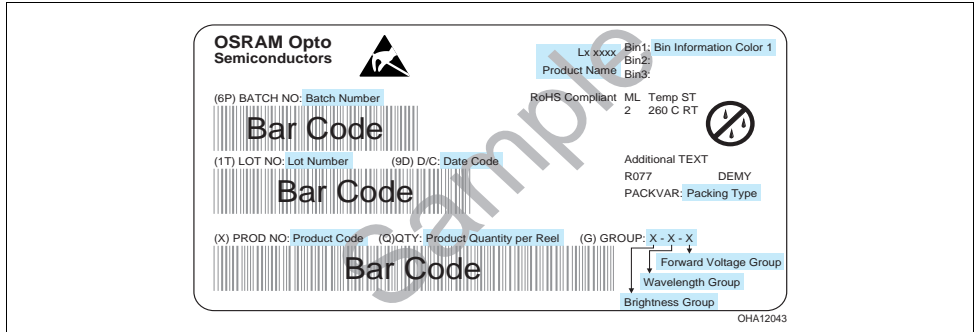 OSRAM Opto
Semiconductors
Lx xxxx
Product Name
Bin1: Bin Information Color 1
Bin2:
Bin3:
(6P) BATCH NO: Batch Number
Bar Code
RoHS Compliant ML Temp ST
2 260 C RT
(1T) LOT NO: Lot Number (9D) D/C: Date Code
Bar Code
Additional TEXT
R077 DEMY
PACKVAR: Packing Type
(X) PROD NO: Product Code (Q)QTY: Product Quantity per Reel (G) GROUP: X - X - X
Bar Code
Forward Voltage Group
Wavelength Group
Brightness Group
Sample
OHA12043